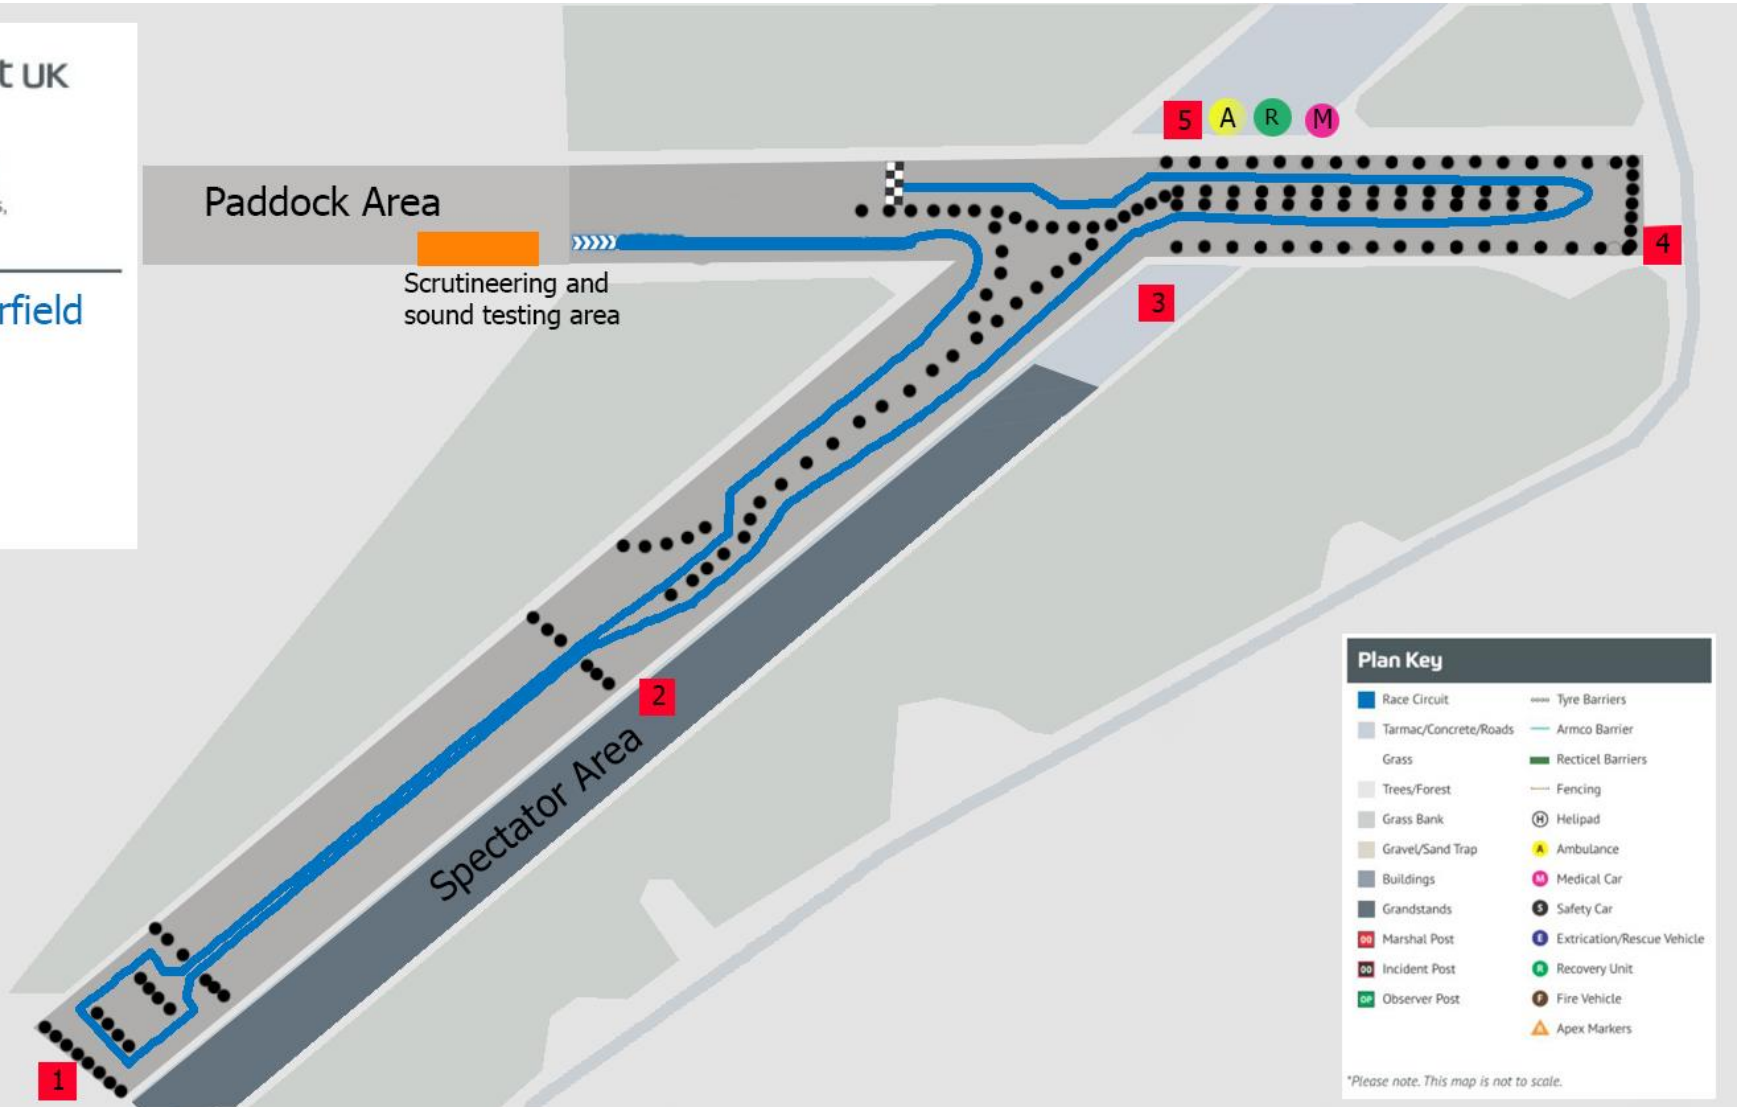 t UK
s,
rfield
Paddock Area
Scrutineering and
sound testing area
5 A R M
4
3
2
Spectator Area
1
Plan Key
Race Circuit
Tarmac/Concrete/Roads
Grass
Trees/Forest
Grass Bank
Gravel/Sand Trap
Buildings
Grandstands
00 Marshal Post
00 Incident Post
OP Observer Post
Tyre Barriers
Armco Barrier
Recticel Barriers
Fencing
H Helipad
A Ambulance
M Medical Car
S Safety Car
E Extrication/Rescue Vehicle
R Recovery Unit
F Fire Vehicle
Apex Markers
*Please note. This map is not to scale.